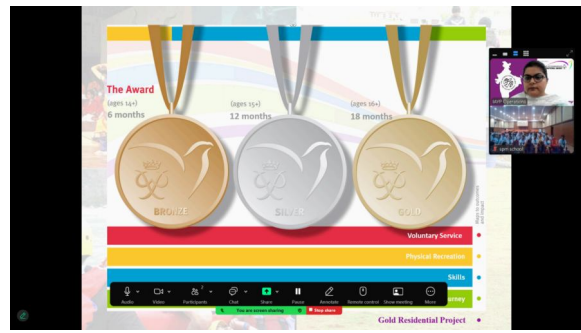 The Award
(ages 14+)
6 months
(ages 15+)
12 months
(ages 16+)
18 months
BRONZE
SILVER
GOLD
Voluntary Service
Physical Recreation
Skills
Audio
Video
Participants
2
Chat
Share
Pause
Annotate
Remote control
Show meeting
More
You are screen sharing
Stop share
Gold Residential Project